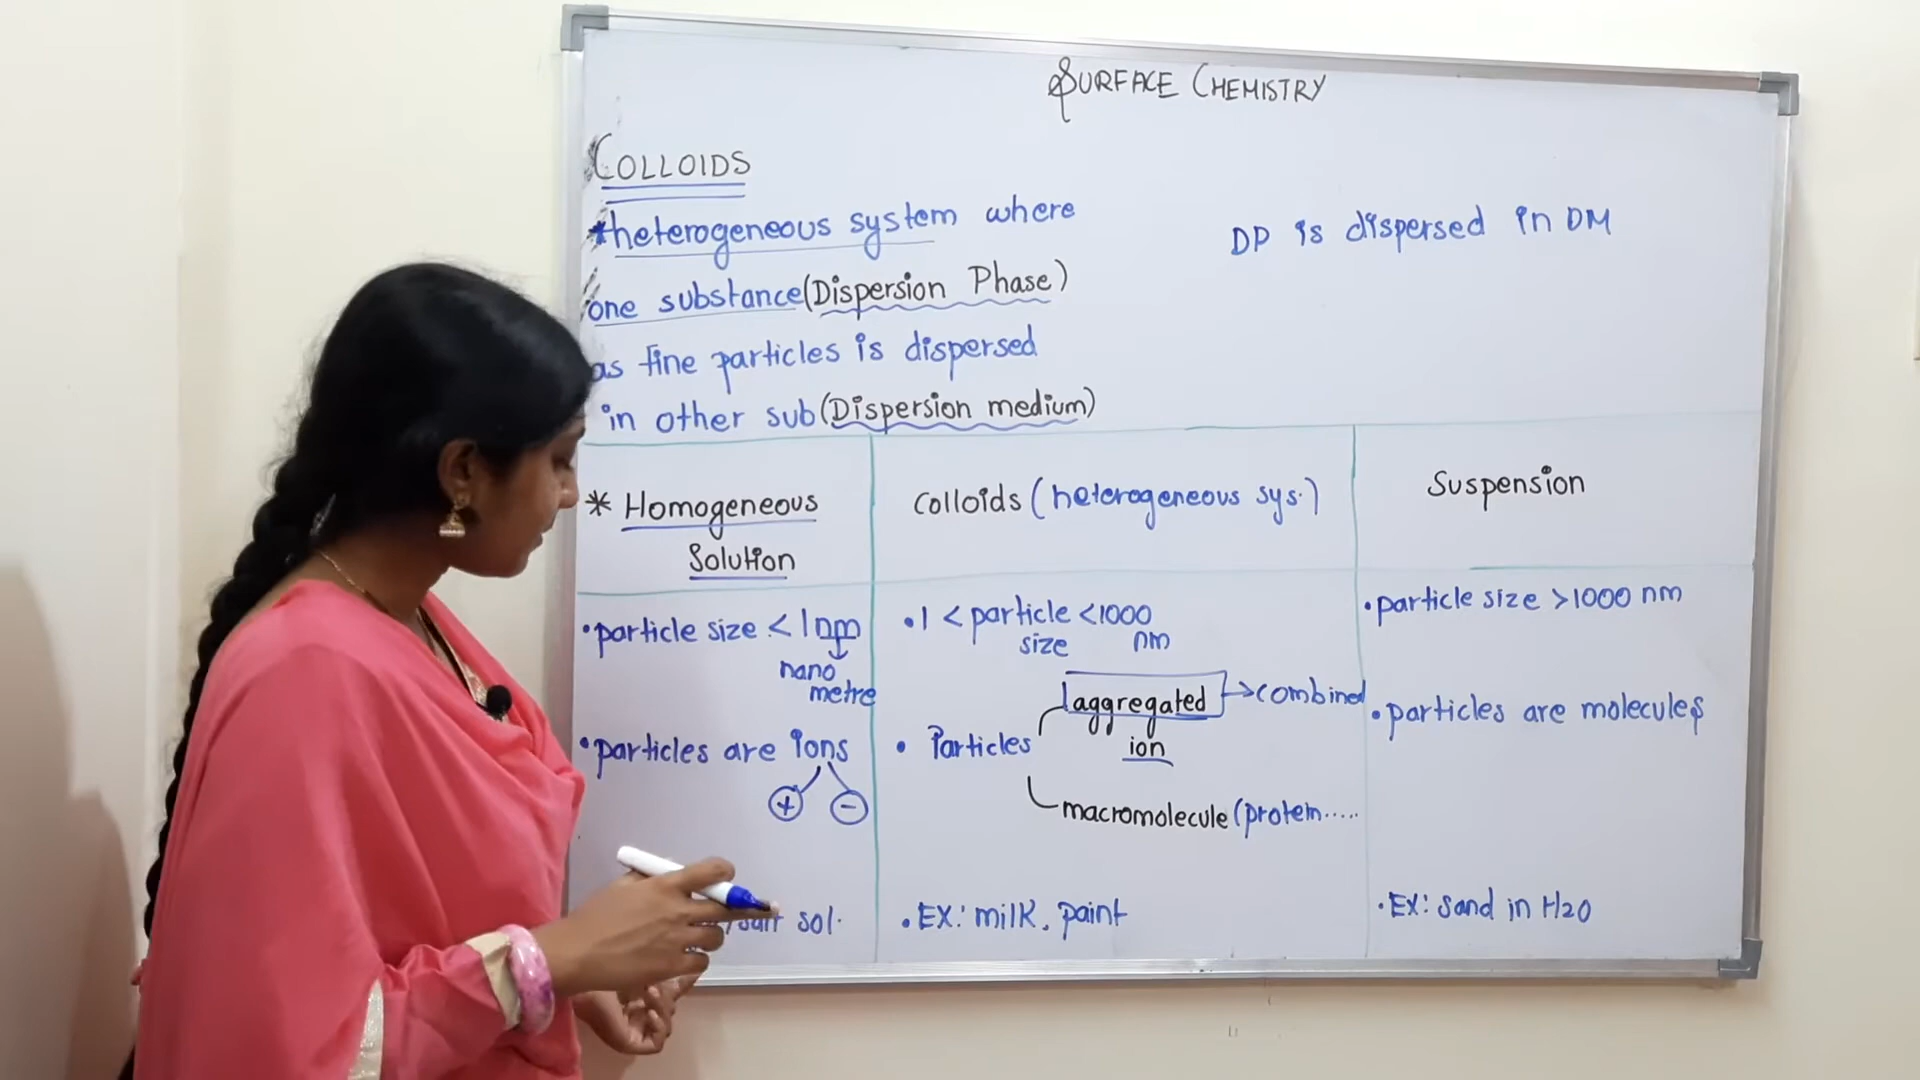 SURFACE CHEMISTRY
COLLOIDS
*heterogeneous system where
one substance (Dispersion Phase)
as fine particles is dispersed
in other sub (Dispersion medium)
DP is dispersed in DM
* Homogeneous
Solution
•particle size < 1nm
nano
metre
•particles are ions
+ −
sol.
Colloids (heterogeneous sys.)
•1 < particle <1000
size nm
aggregated → combined
• Particles ion
macromolecule (protein.....
•EX: milk, paint
Suspension
•particle size >1000 nm
•particles are molecules
•EX: sand in H2O